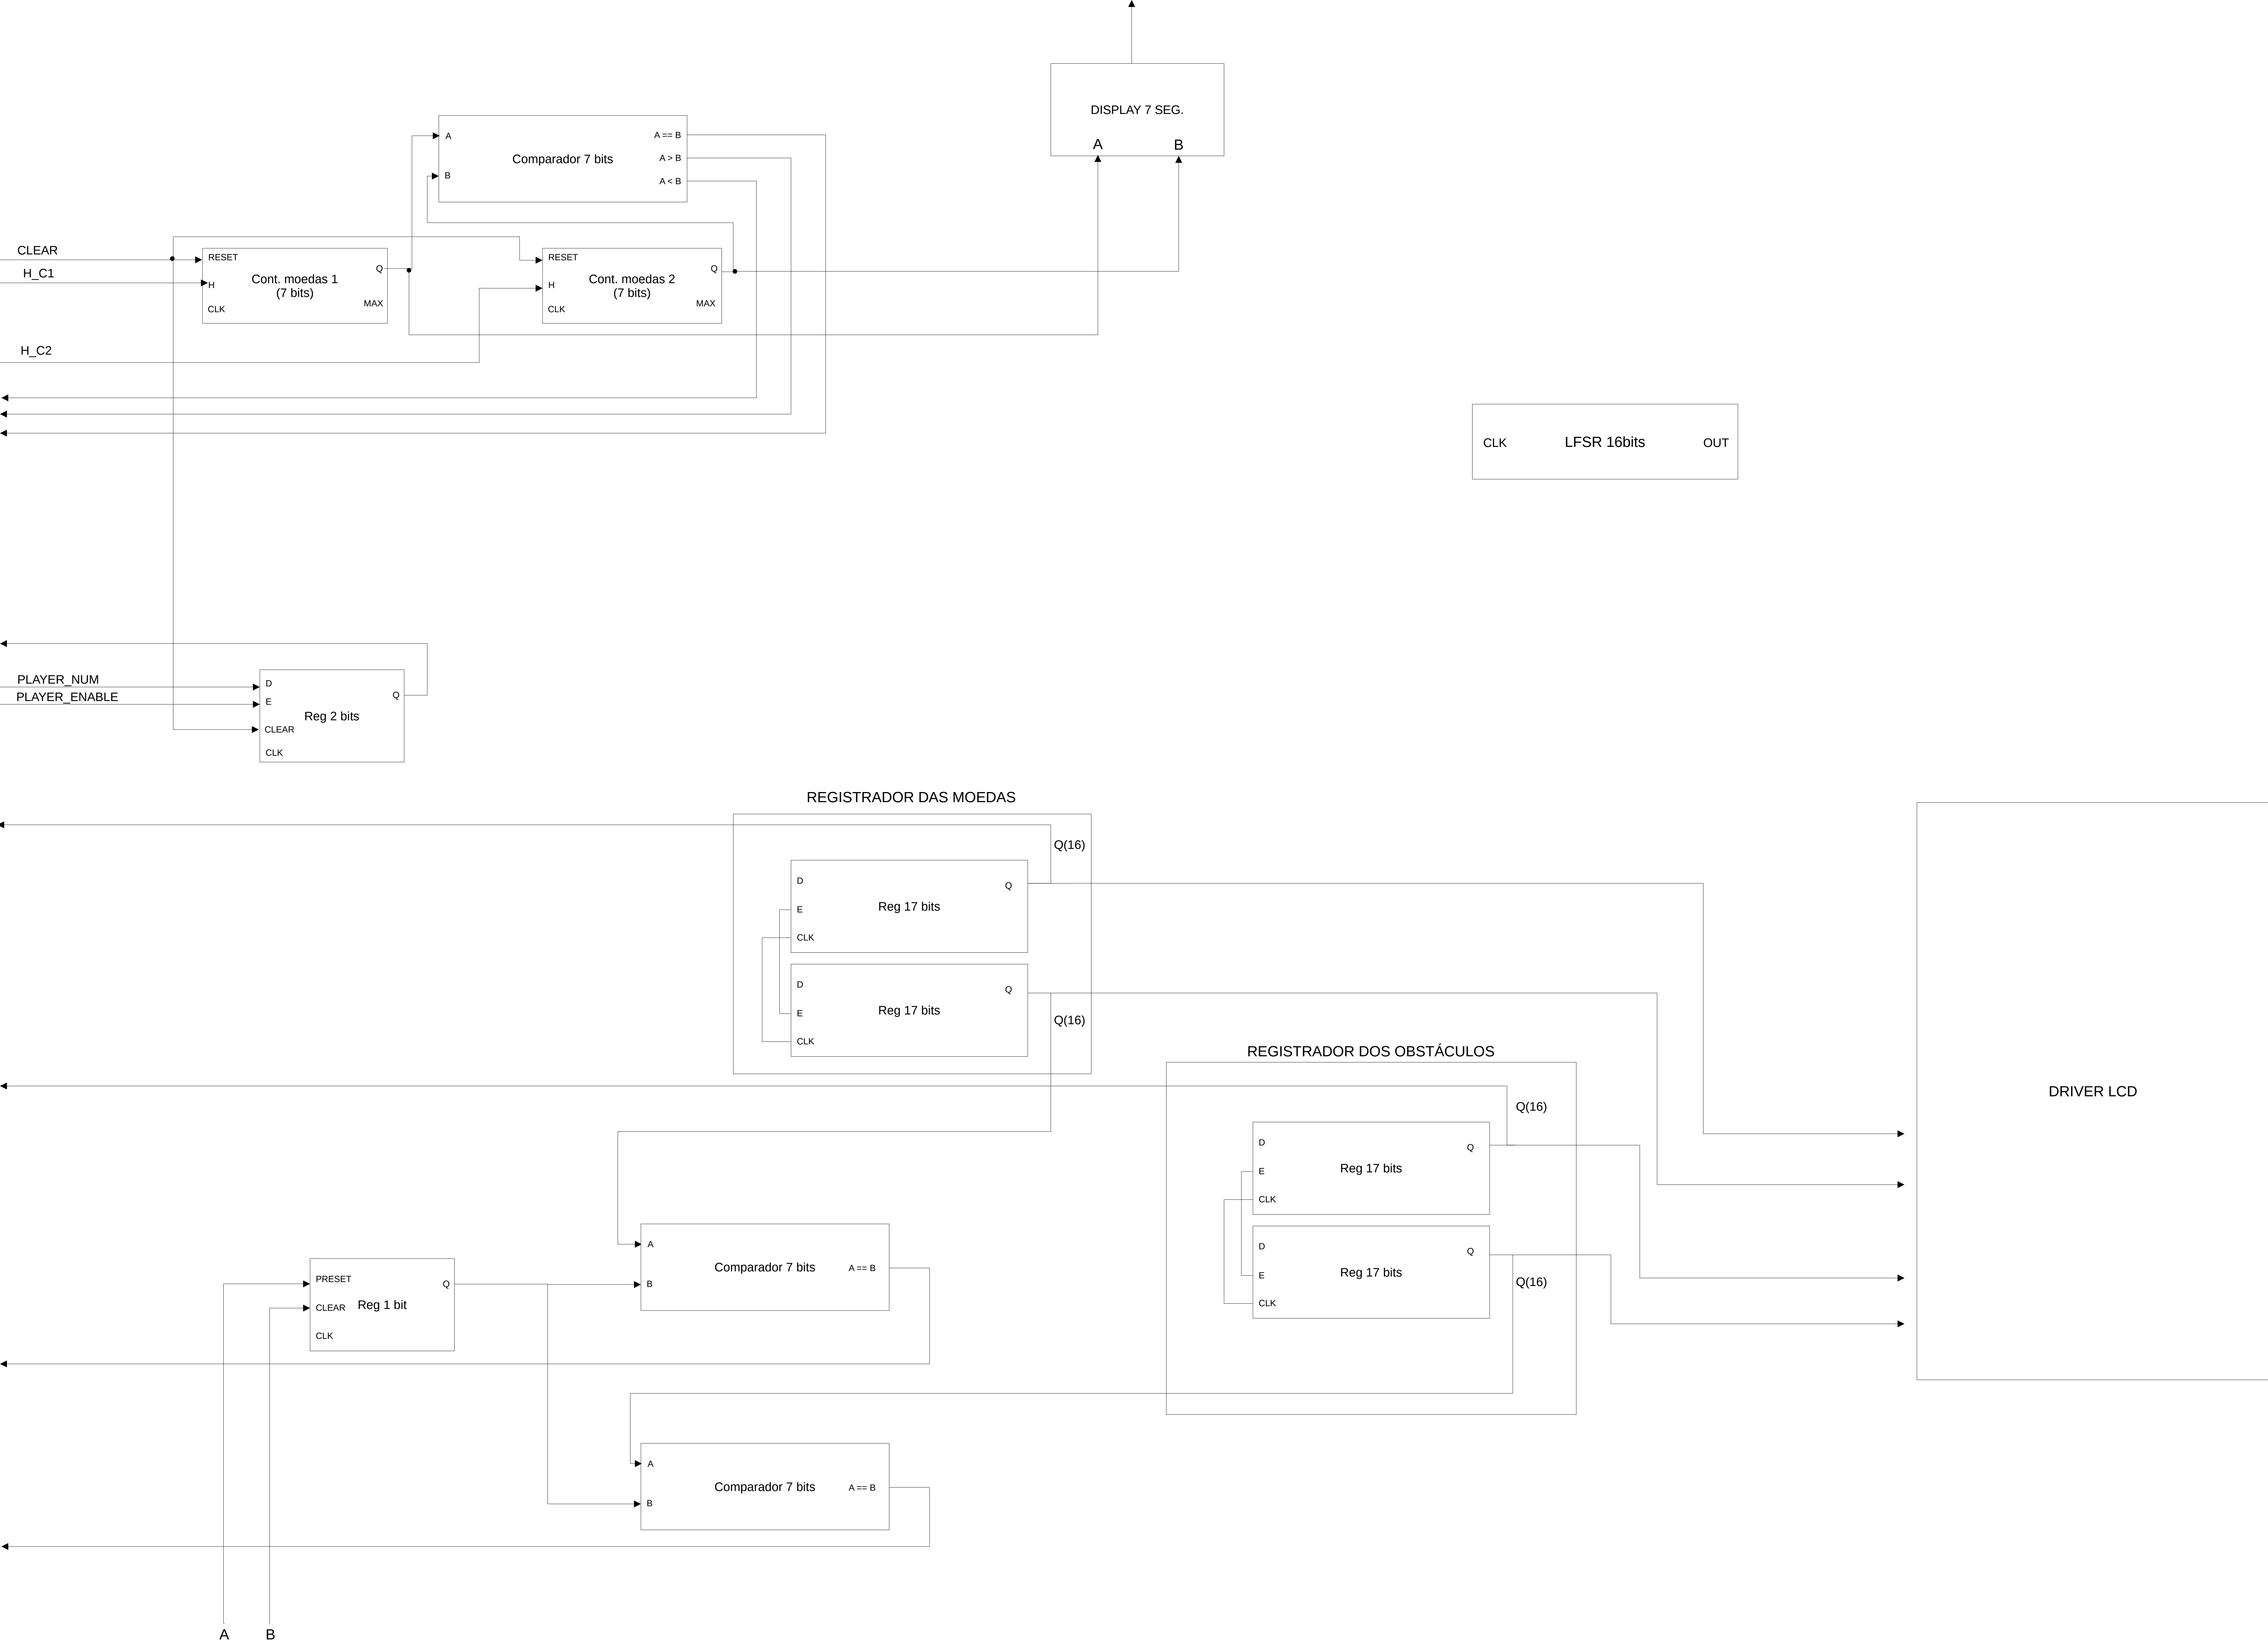 DISPLAY 7 SEG.
A
B
A
A == B
Comparador 7 bits
A > B
B
A < B
CLEAR
H_C1
RESET
Q
Cont. moedas 1
(7 bits)
H
MAX
CLK
RESET
Q
Cont. moedas 2
(7 bits)
H
MAX
CLK
H_C2
CLK
LFSR 16bits
OUT
PLAYER_NUM
PLAYER_ENABLE
D
E
Q
Reg 2 bits
CLEAR
CLK
REGISTRADOR DAS MOEDAS
Q(16)
D
Q
E
Reg 17 bits
CLK
D
Q
E
Reg 17 bits
Q(16)
CLK
REGISTRADOR DOS OBSTÁCULOS
DRIVER LCD
Q(16)
D
Q
E
Reg 17 bits
CLK
D
Q
E
Reg 17 bits
Q(16)
CLK
A
Comparador 7 bits
A == B
B
PRESET
Q
CLEAR
Reg 1 bit
CLK
A
Comparador 7 bits
A == B
B
A
B